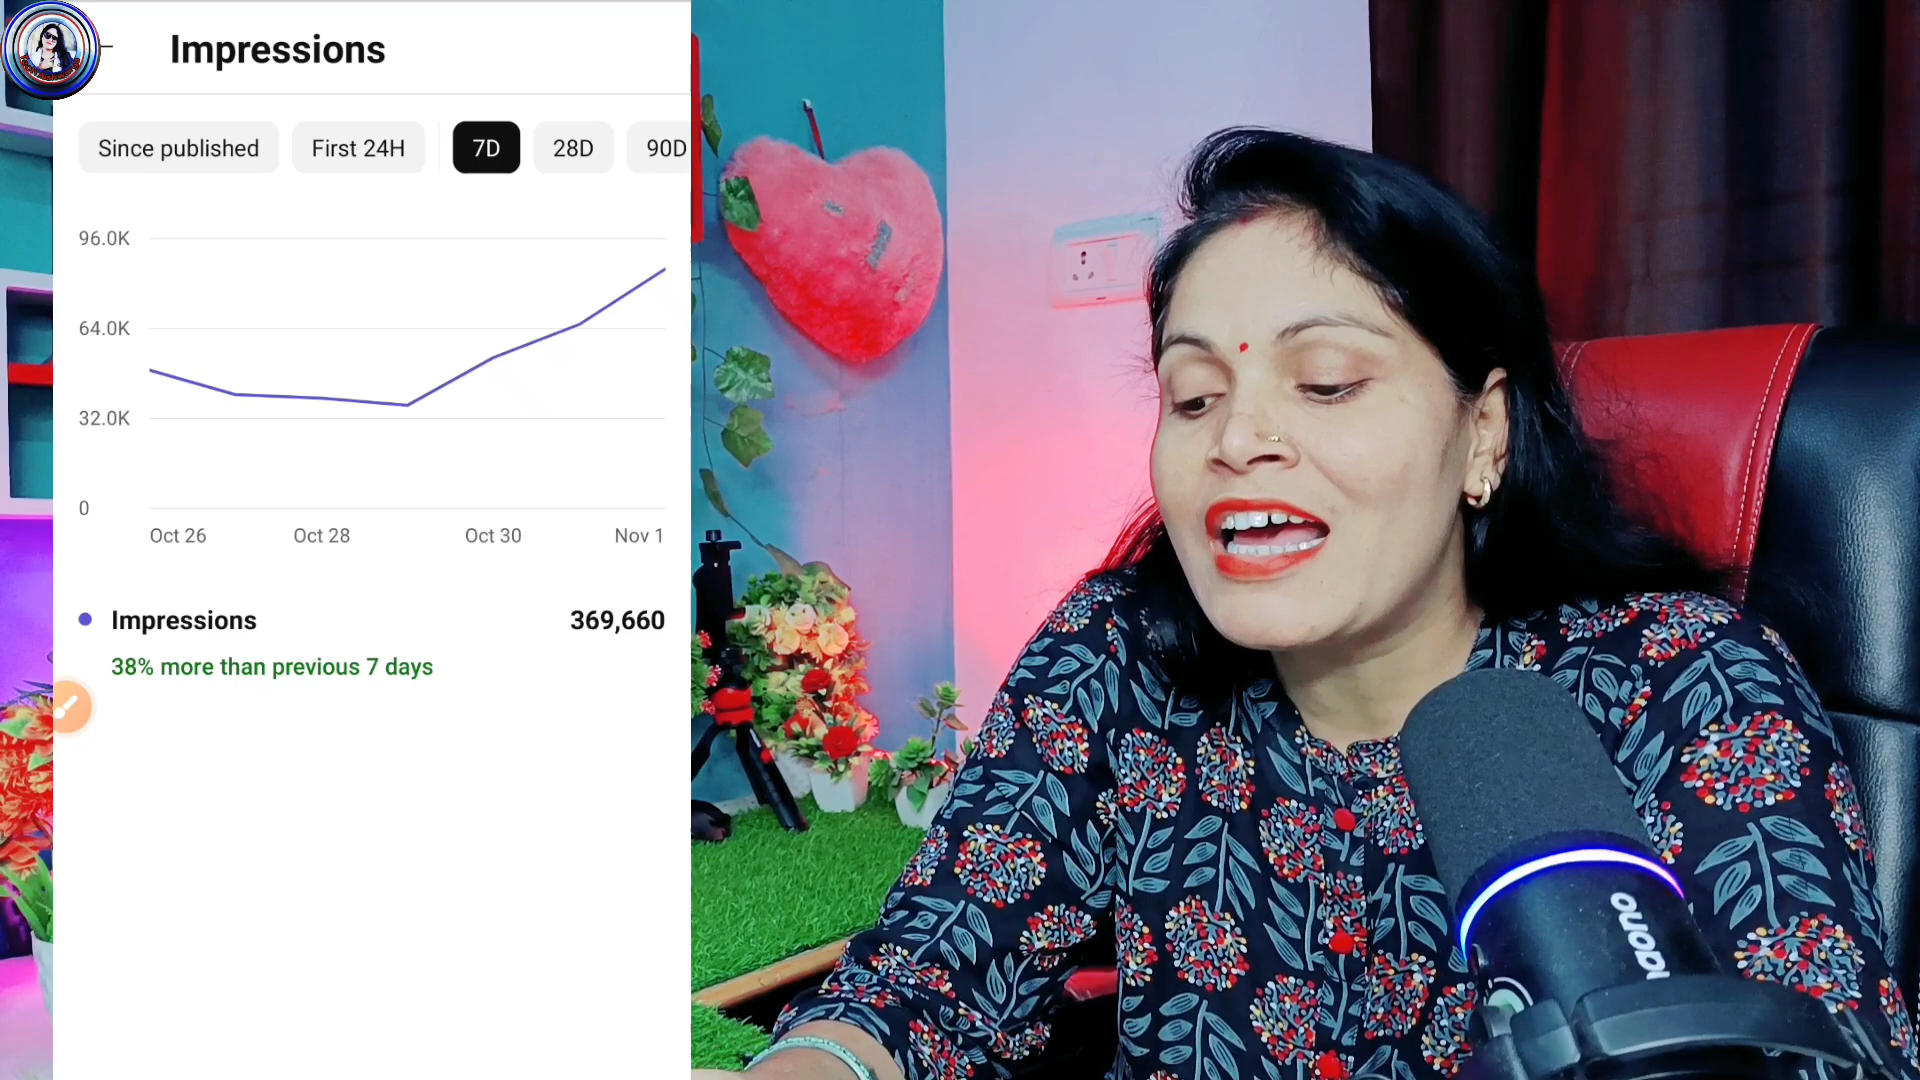 Impressions
Since published
First 24H
7D
28D
90D
96.0K
64.0K
32.0K
0
Oct 26
Oct 28
Oct 30
Nov 1
Impressions
369,660
38% more than previous 7 days
maono